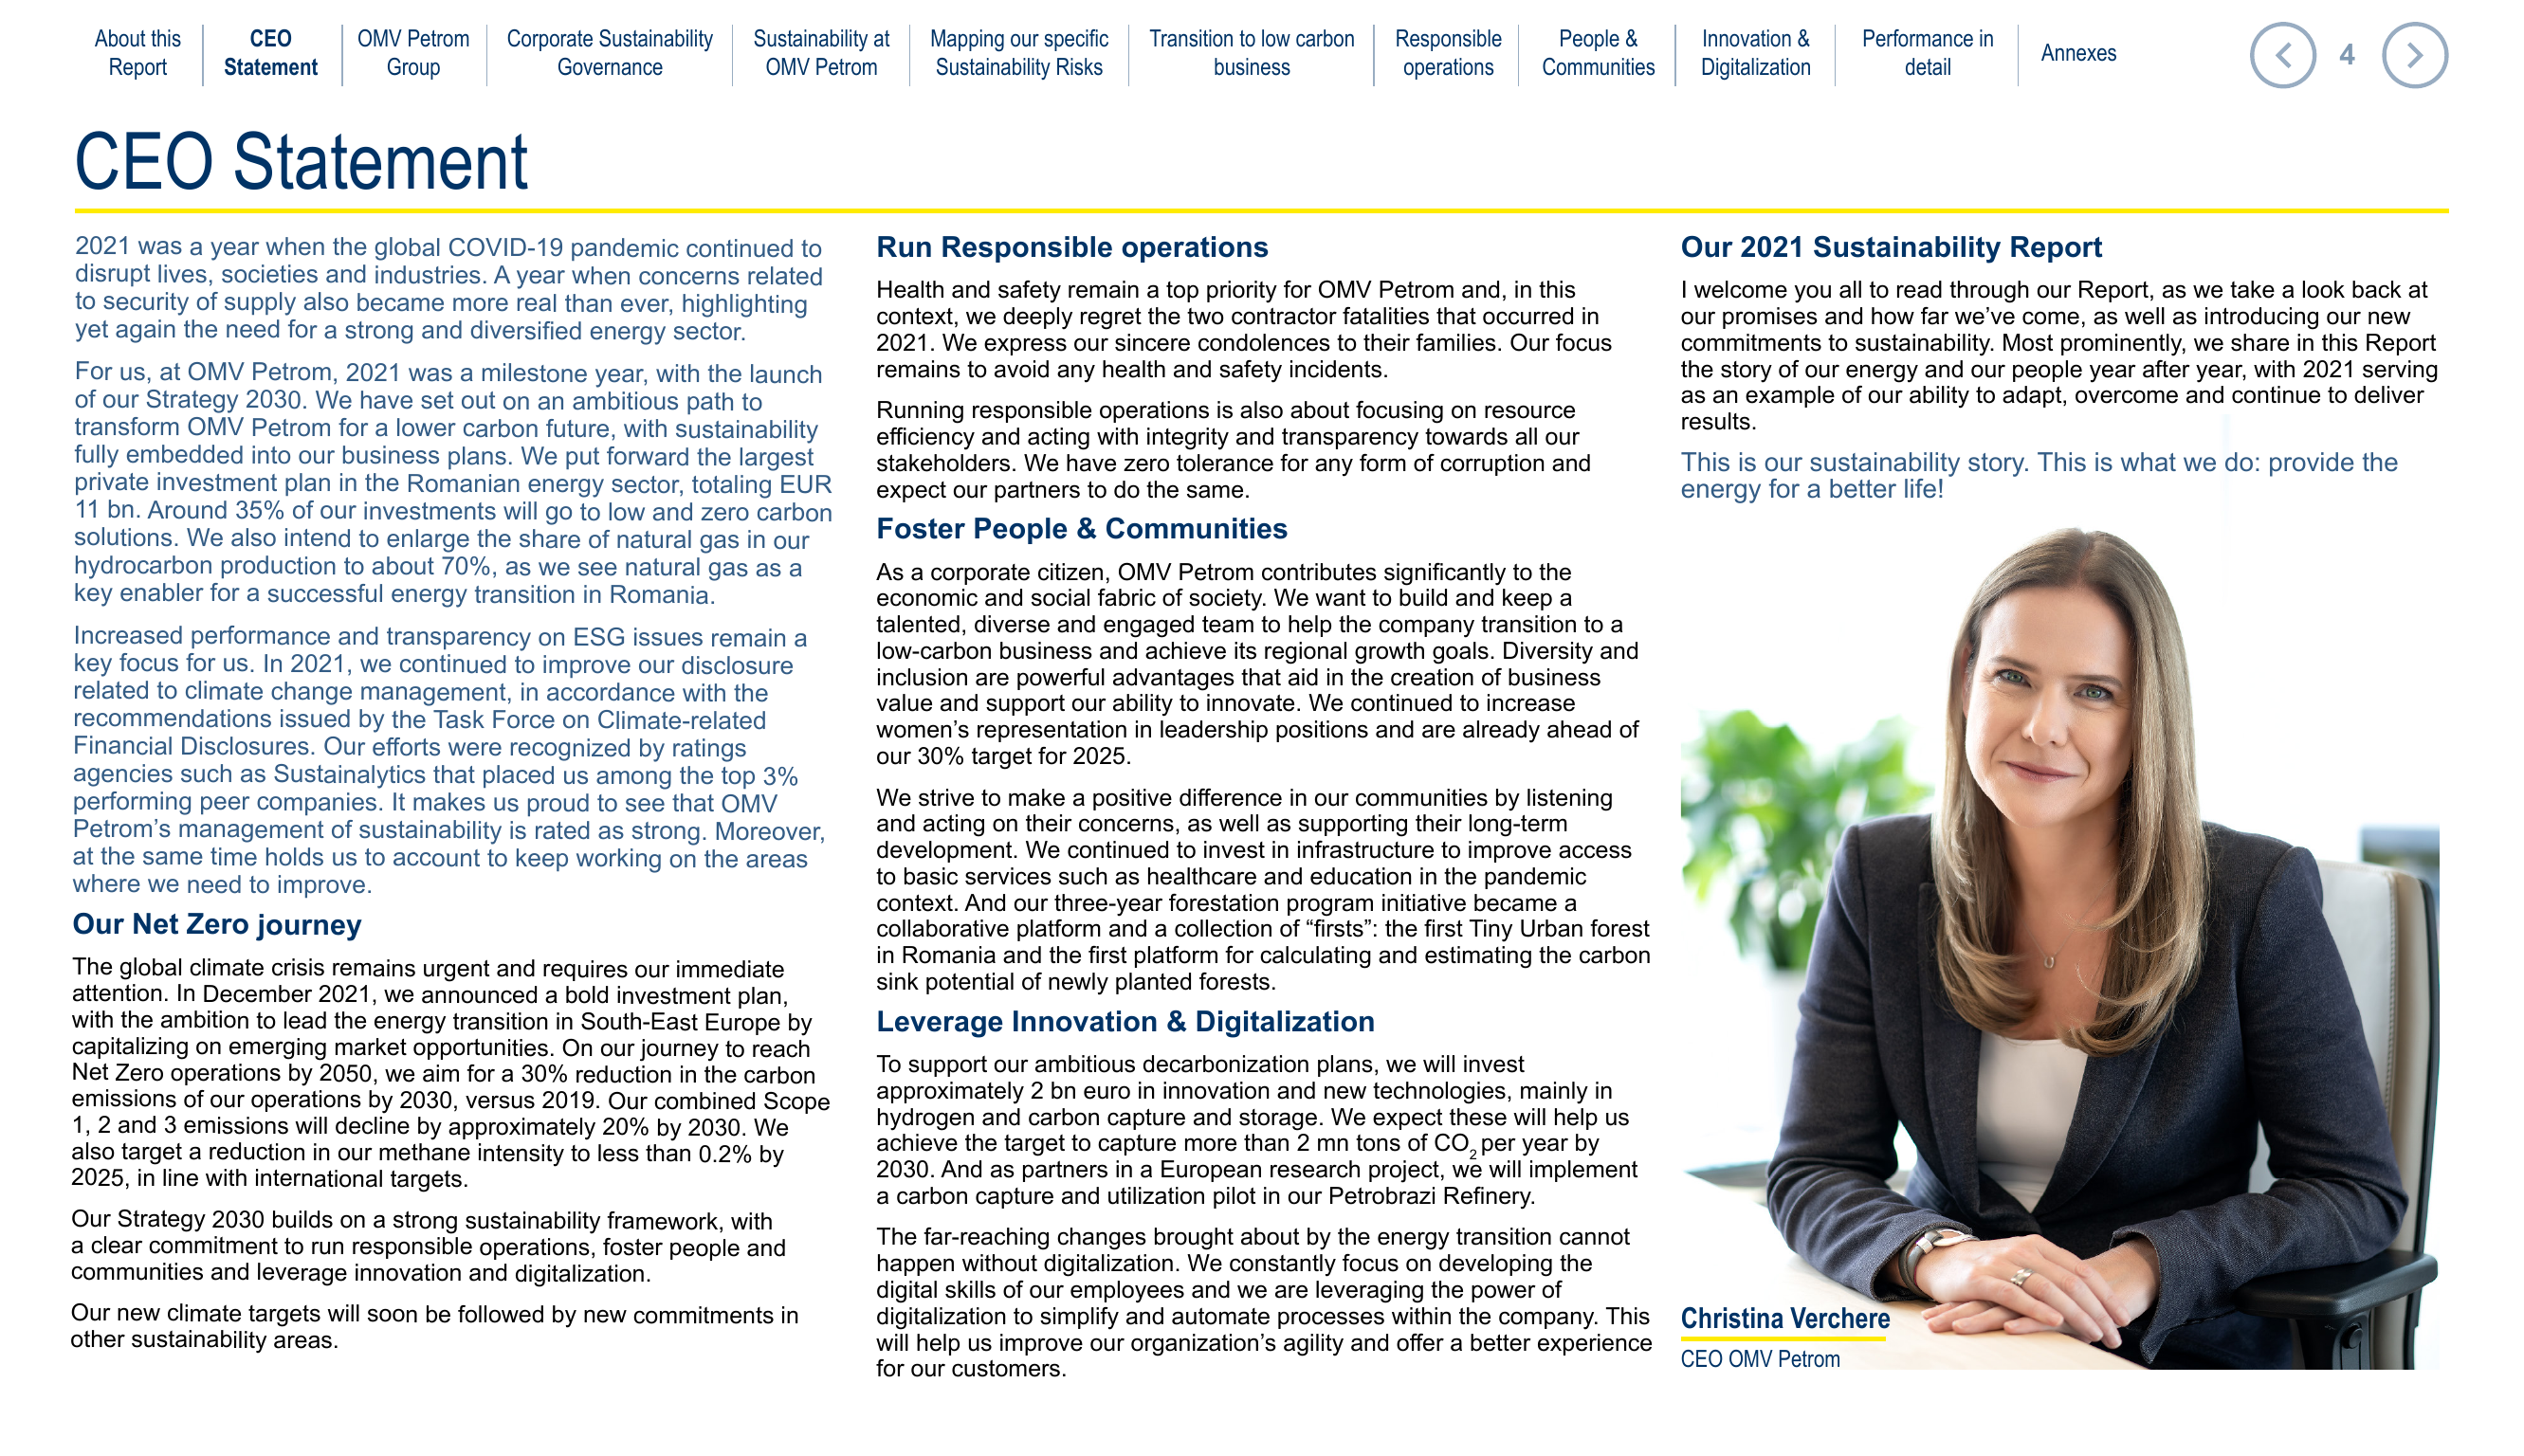 About this
Report
CEO
Statement
OMV Petrom
Group
Corporate Sustainability
Governance
Sustainability at
OMV Petrom
Mapping our specific
Sustainability Risks
Transition to low carbon
business
Responsible
operations
People &
Communities
Innovation &
Digitalization
Performance in
detail
Annexes
4
CEO Statement
2021 was a year when the global COVID-19 pandemic continued to
disrupt lives, societies and industries. A year when concerns related
to security of supply also became more real than ever, highlighting
yet again the need for a strong and diversified energy sector.
For us, at OMV Petrom, 2021 was a milestone year, with the launch
of our Strategy 2030. We have set out on an ambitious path to
transform OMV Petrom for a lower carbon future, with sustainability
fully embedded into our business plans. We put forward the largest
private investment plan in the Romanian energy sector, totaling EUR
11 bn. Around 35% of our investments will go to low and zero carbon
solutions. We also intend to enlarge the share of natural gas in our
hydrocarbon production to about 70%, as we see natural gas as a
key enabler for a successful energy transition in Romania.
Increased performance and transparency on ESG issues remain a
key focus for us. In 2021, we continued to improve our disclosure
related to climate change management, in accordance with the
recommendations issued by the Task Force on Climate-related
Financial Disclosures. Our efforts were recognized by ratings
agencies such as Sustainalytics that placed us among the top 3%
performing peer companies. It makes us proud to see that OMV
Petrom’s management of sustainability is rated as strong. Moreover,
at the same time holds us to account to keep working on the areas
where we need to improve.
Our Net Zero journey
The global climate crisis remains urgent and requires our immediate
attention. In December 2021, we announced a bold investment plan,
with the ambition to lead the energy transition in South-East Europe by
capitalizing on emerging market opportunities. On our journey to reach
Net Zero operations by 2050, we aim for a 30% reduction in the carbon
emissions of our operations by 2030, versus 2019. Our combined Scope
1, 2 and 3 emissions will decline by approximately 20% by 2030. We
also target a reduction in our methane intensity to less than 0.2% by
2025, in line with international targets.
Our Strategy 2030 builds on a strong sustainability framework, with
a clear commitment to run responsible operations, foster people and
communities and leverage innovation and digitalization.
Our new climate targets will soon be followed by new commitments in
other sustainability areas.
Run Responsible operations
Health and safety remain a top priority for OMV Petrom and, in this
context, we deeply regret the two contractor fatalities that occurred in
2021. We express our sincere condolences to their families. Our focus
remains to avoid any health and safety incidents.
Running responsible operations is also about focusing on resource
efficiency and acting with integrity and transparency towards all our
stakeholders. We have zero tolerance for any form of corruption and
expect our partners to do the same.
Foster People & Communities
As a corporate citizen, OMV Petrom contributes significantly to the
economic and social fabric of society. We want to build and keep a
talented, diverse and engaged team to help the company transition to a
low-carbon business and achieve its regional growth goals. Diversity and
inclusion are powerful advantages that aid in the creation of business
value and support our ability to innovate. We continued to increase
women’s representation in leadership positions and are already ahead of
our 30% target for 2025.
We strive to make a positive difference in our communities by listening
and acting on their concerns, as well as supporting their long-term
development. We continued to invest in infrastructure to improve access
to basic services such as healthcare and education in the pandemic
context. And our three-year forestation program initiative became a
collaborative platform and a collection of “firsts”: the first Tiny Urban forest
in Romania and the first platform for calculating and estimating the carbon
sink potential of newly planted forests.
Leverage Innovation & Digitalization
To support our ambitious decarbonization plans, we will invest
approximately 2 bn euro in innovation and new technologies, mainly in
hydrogen and carbon capture and storage. We expect these will help us
achieve the target to capture more than 2 mn tons of CO₂ per year by
2030. And as partners in a European research project, we will implement
a carbon capture and utilization pilot in our Petrobrazi Refinery.
The far-reaching changes brought about by the energy transition cannot
happen without digitalization. We constantly focus on developing the
digital skills of our employees and we are leveraging the power of
digitalization to simplify and automate processes within the company. This
will help us improve our organization’s agility and offer a better experience
for our customers.
Our 2021 Sustainability Report
I welcome you all to read through our Report, as we take a look back at
our promises and how far we’ve come, as well as introducing our new
commitments to sustainability. Most prominently, we share in this Report
the story of our energy and our people year after year, with 2021 serving
as an example of our ability to adapt, overcome and continue to deliver
results.
This is our sustainability story. This is what we do: provide the
energy for a better life!
Christina Verchere
CEO OMV Petrom